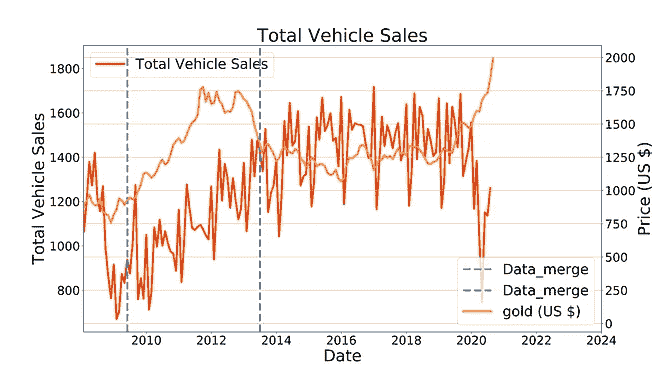 Total Vehicle Sales
Total Vehicle Sales
1800
1600
1400
1200
1000
800
Total Vehicle Sales
2000
1750
1500
1250
1000
750
500
250
0
Price (US $)
Data_merge
Data_merge
gold (US $)
2010 2012 2014 2016 2018 2020 2022 2024
Date